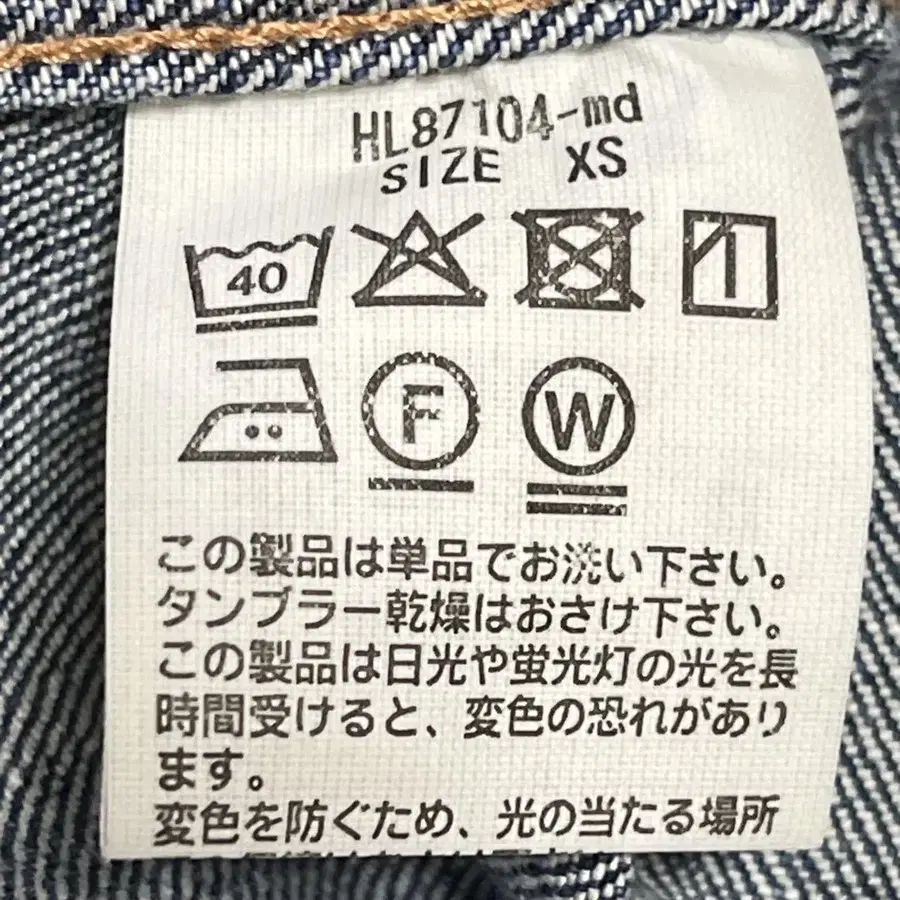 HL87104-md
SIZE XS
40
F W
この製品は単品でお洗い下さい。
タンブラー乾燥はおさけ下さい。
この製品は日光や蛍光灯の光を長
時間受けると、変色の恐れがあり
ます。
変色を防ぐため、光の当たる場所